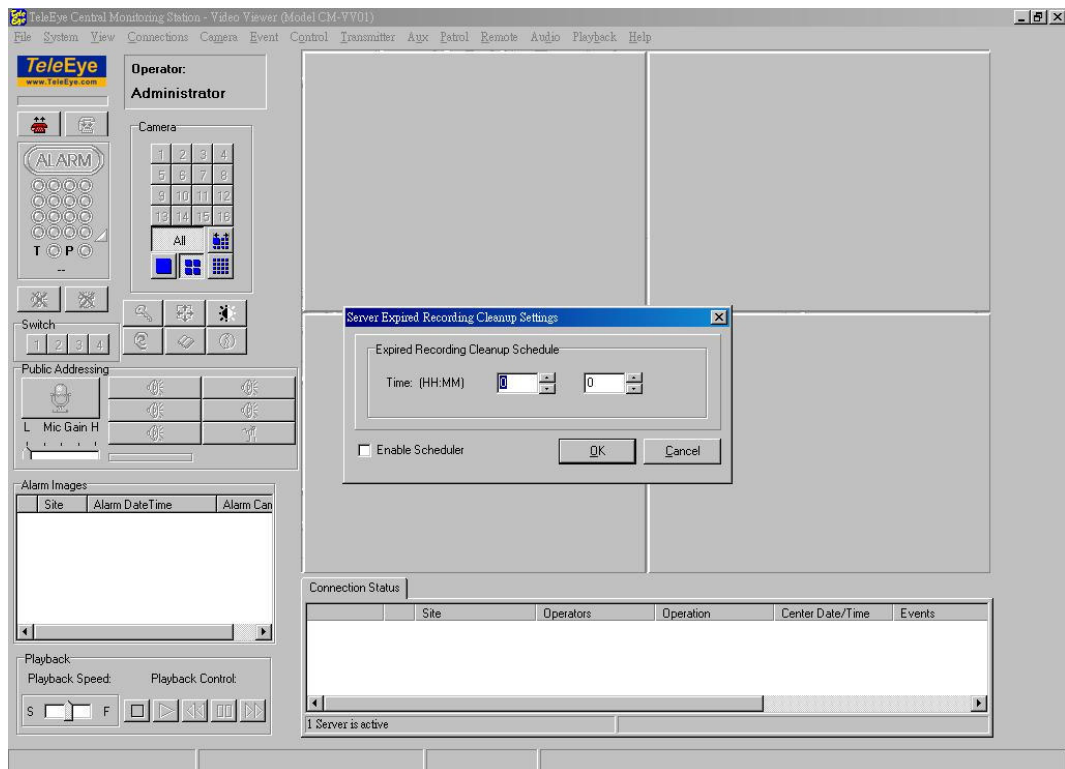 TeleEye Central Monitoring Station - Video Viewer (Model CM-VV01)
File System View Connections Camera Event Control Transmitter Aux Patrol Remote Audio Playback Help
TeleEye
www.TeleEye.com
Operator:
Administrator
ALARM
T P
--
Camera
1 2 3 4
5 6 7 8
9 10 11 12
13 14 15 16
All
Switch
1 2 3 4
Public Addressing
L Mic Gain H
Server Expired Recording Cleanup Settings
Expired Recording Cleanup Schedule
Time: (HH:MM) 0 0
Enable Scheduler OK Cancel
Alarm Images
Site Alarm DateTime Alarm Can
Connection Status
Site Operators Operation Center Date/Time Events
1 Server is active
Playback
Playback Speed: Playback Control:
S F